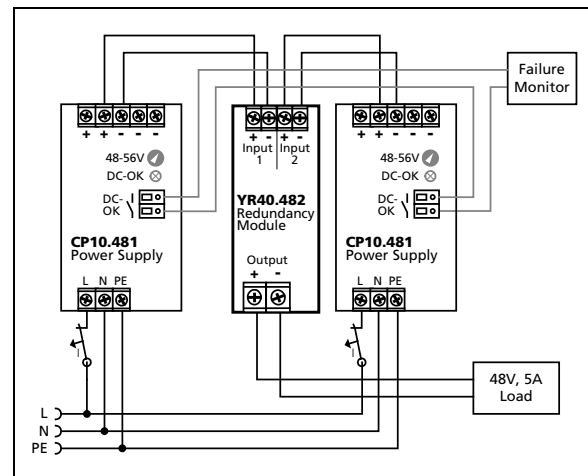 Failure
Monitor
+ + - - -
48-56V
DC-OK
DC-
OK
CP10.481
Power Supply
L N PE
+ - + -
Input
1
Input
2
YR40.482
Redundancy
Module
Output
+ -
+ + - - -
48-56V
DC-OK
DC-
OK
CP10.481
Power Supply
L N PE
I
I
48V, 5A
Load
L
N
PE